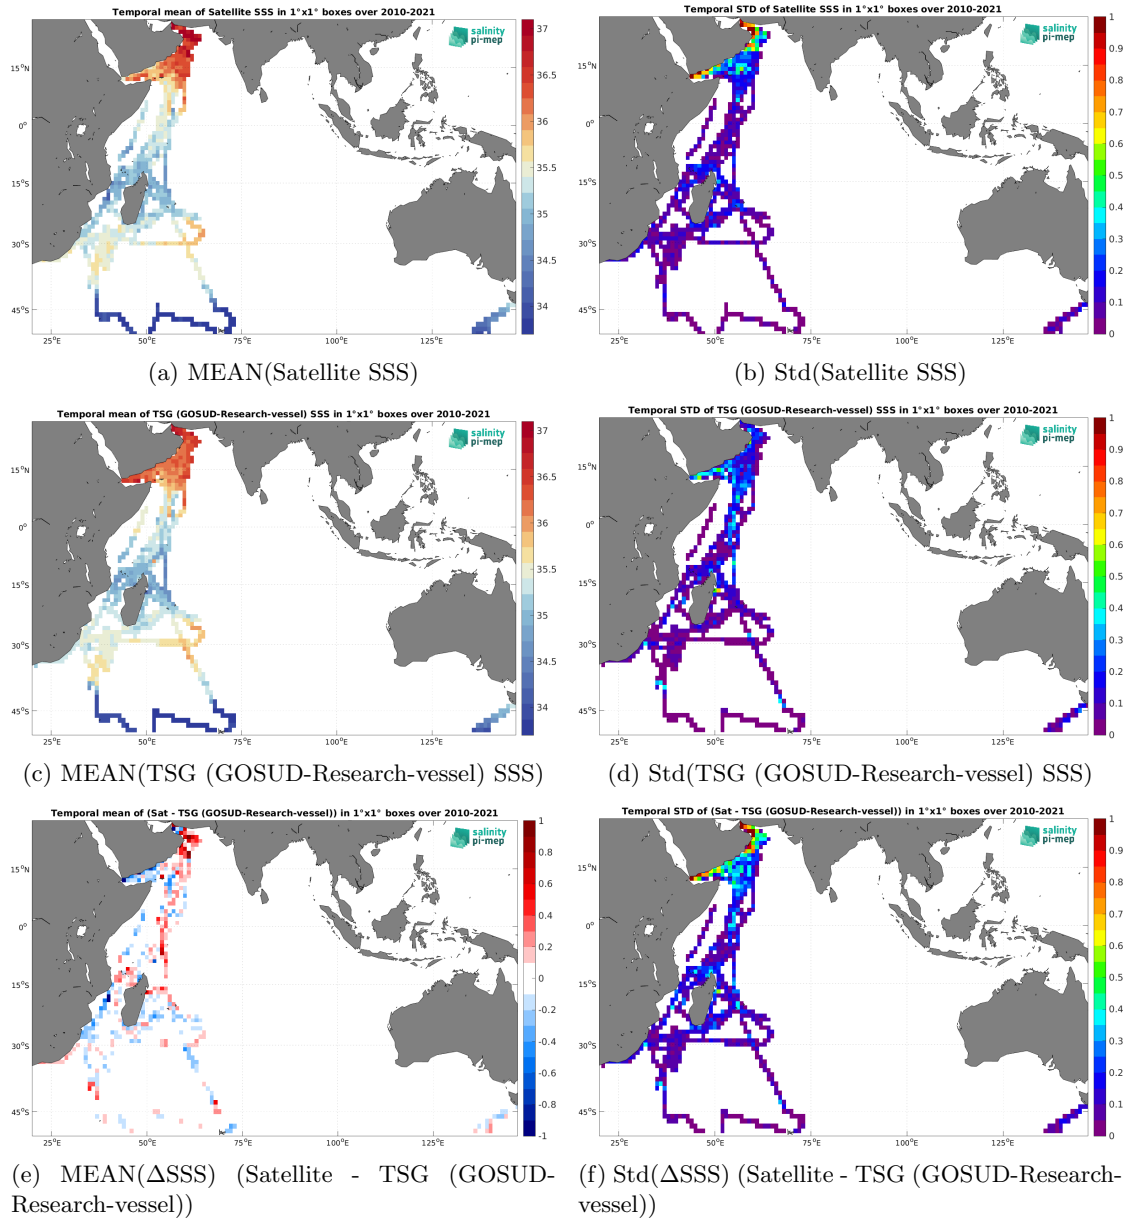 Temporal mean of Satellite SSS in 1°x1° boxes over 2010-2021
salinity
pi-mep
15°N
0°
15°S
30°S
45°S
25°E
50°E
75°E
100°E
125°E
37
36.5
36
35.5
35
34.5
34
(a) MEAN(Satellite SSS)
Temporal STD of Satellite SSS in 1°x1° boxes over 2010-2021
salinity
pi-mep
15°N
0°
15°S
30°S
45°S
25°E
50°E
75°E
100°E
125°E
1
0.9
0.8
0.7
0.6
0.5
0.4
0.3
0.2
0.1
0
(b) Std(Satellite SSS)
Temporal mean of TSG (GOSUD-Research-vessel) SSS in 1°x1° boxes over 2010-2021
salinity
pi-mep
15°N
0°
15°S
30°S
45°S
25°E
50°E
75°E
100°E
125°E
37
36.5
36
35.5
35
34.5
34
(c) MEAN(TSG (GOSUD-Research-vessel) SSS)
Temporal STD of TSG (GOSUD-Research-vessel) SSS in 1°x1° boxes over 2010-2021
salinity
pi-mep
15°N
0°
15°S
30°S
45°S
25°E
50°E
75°E
100°E
125°E
1
0.9
0.8
0.7
0.6
0.5
0.4
0.3
0.2
0.1
0
(d) Std(TSG (GOSUD-Research-vessel) SSS)
Temporal mean of (Sat - TSG (GOSUD-Research-vessel)) in 1°x1° boxes over 2010-2021
salinity
pi-mep
15°N
0°
15°S
30°S
45°S
25°E
50°E
75°E
100°E
125°E
1
0.8
0.6
0.4
0.2
0
-0.2
-0.4
-0.6
-0.8
-1
(e) MEAN(ΔSSS) (Satellite - TSG (GOSUD-
Research-vessel))
Temporal STD of (Sat - TSG (GOSUD-Research-vessel)) in 1°x1° boxes over 2010-2021
salinity
pi-mep
15°N
0°
15°S
30°S
45°S
25°E
50°E
75°E
100°E
125°E
1
0.9
0.8
0.7
0.6
0.5
0.4
0.3
0.2
0.1
0
(f) Std(ΔSSS) (Satellite - TSG (GOSUD-Research-
vessel))